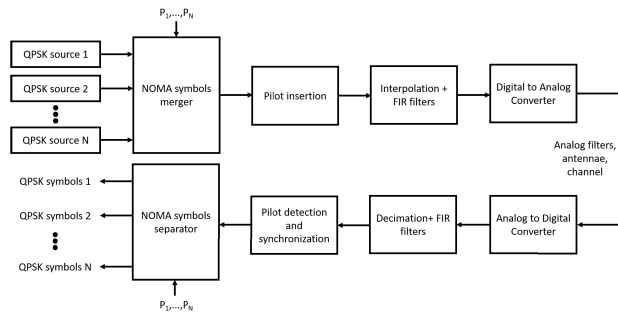 P1,...,PN
QPSK source 1
QPSK source 2
QPSK source N
NOMA symbols
merger
Pilot insertion
Interpolation +
FIR filters
Digital to Analog
Converter
Analog filters,
antennae,
channel
QPSK symbols 1
QPSK symbols 2
QPSK symbols N
NOMA symbols
separator
Pilot detection
and
synchronization
Decimation+ FIR
filters
Analog to Digital
Converter
P1,...,PN